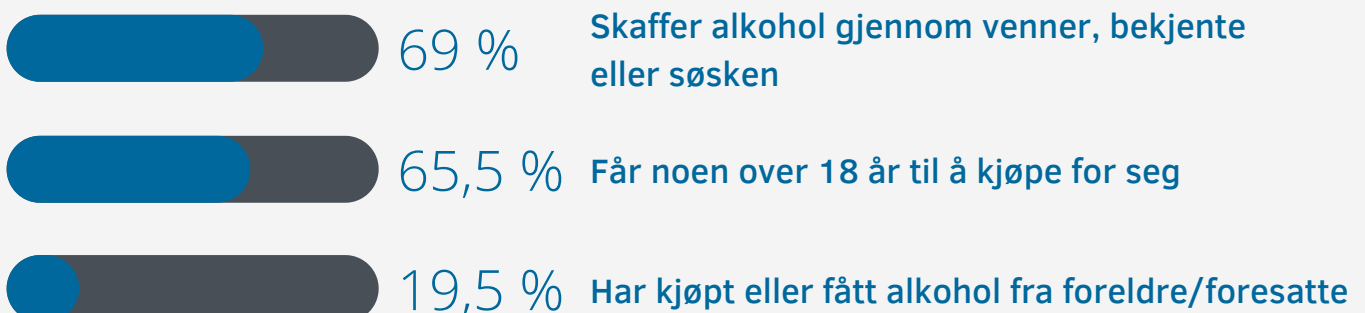 69 %
Skaffer alkohol gjennom venner, bekjente
eller søsken
65,5 %
Får noen over 18 år til å kjøpe for seg
19,5 %
Har kjøpt eller fått alkohol fra foreldre/foresatte